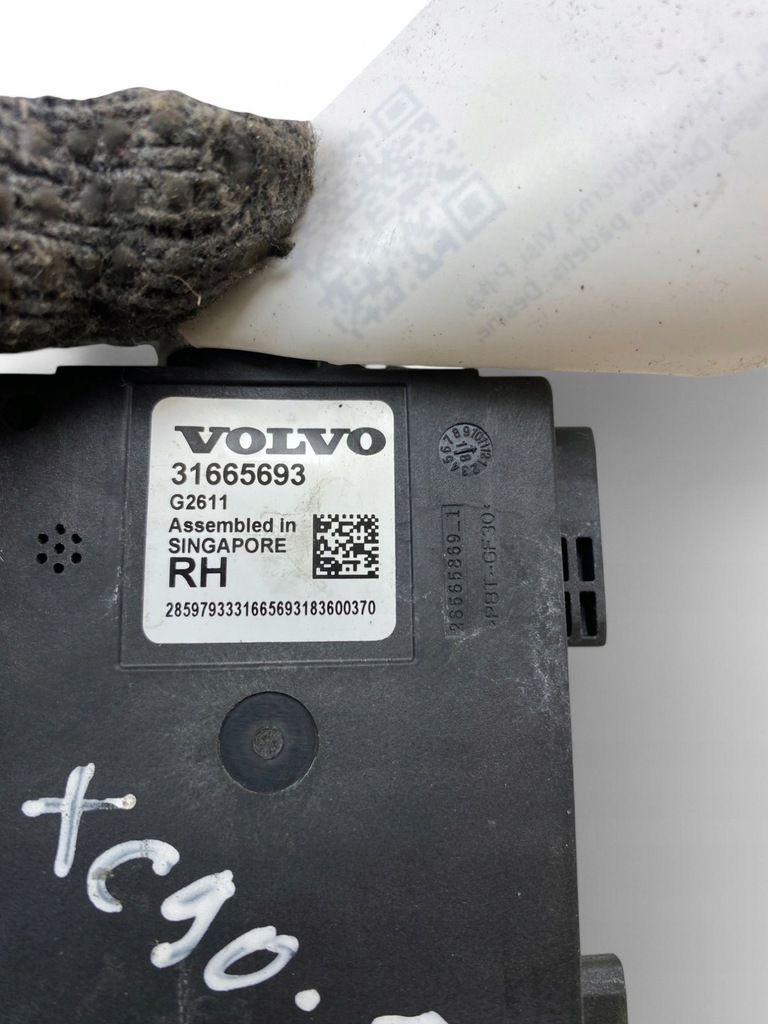 VOLVO
31665693
G2611
Assembled in
SINGAPORE
RH
2859793331665693183600370
28665869_1
>PBT-GF30<
xc90.